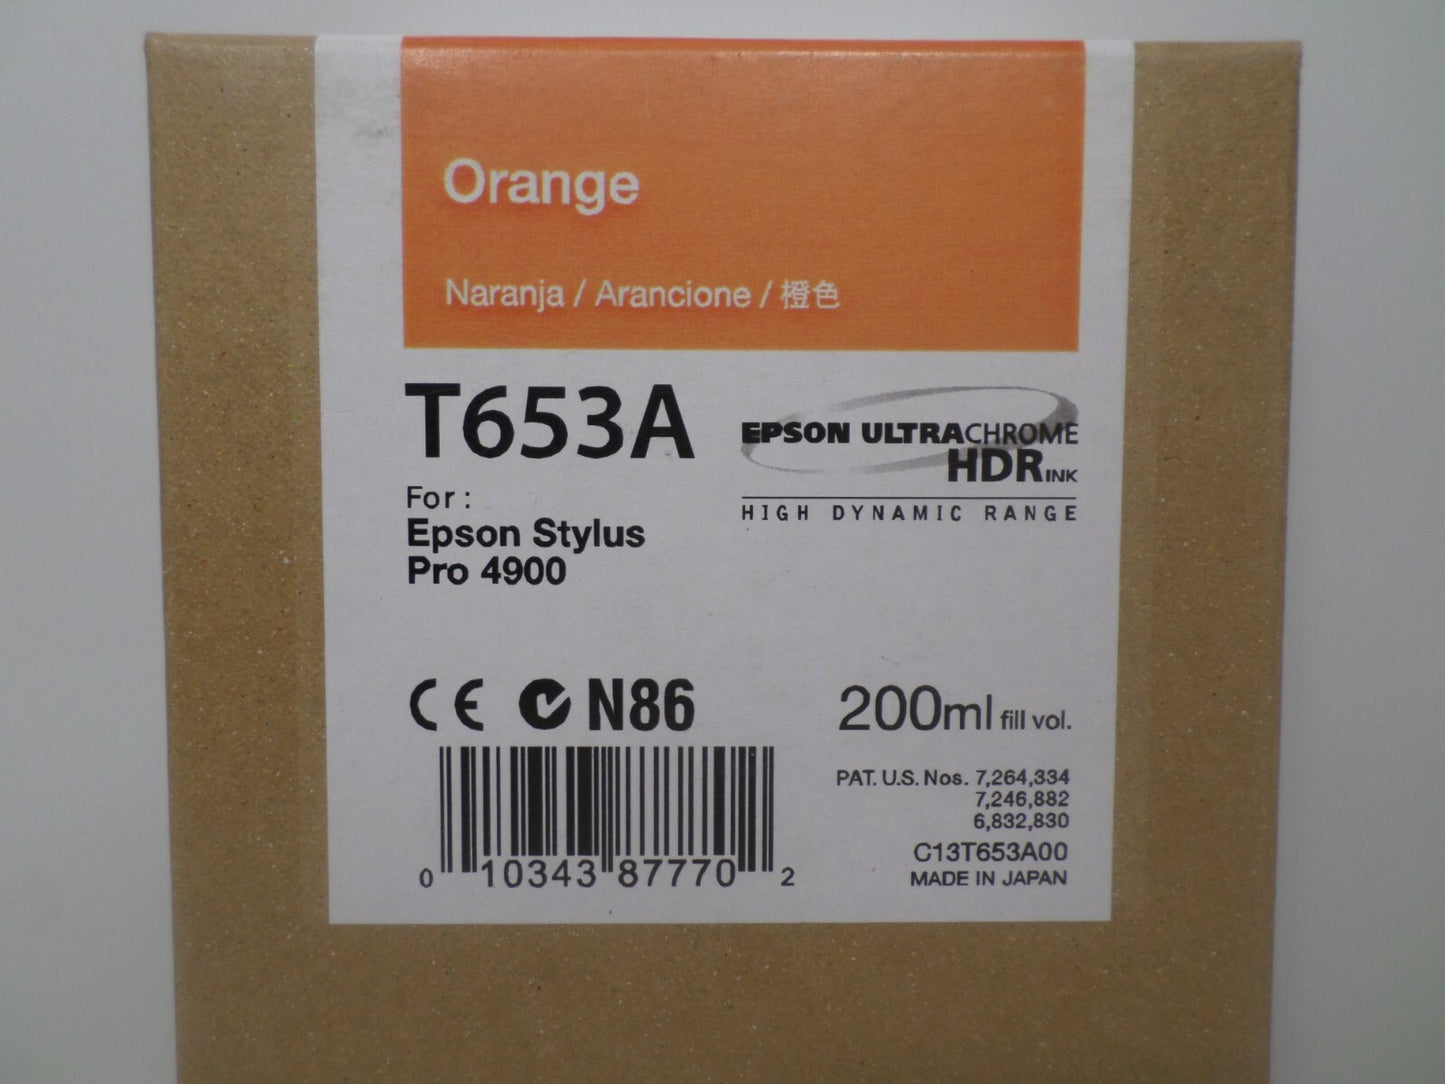 Orange
Naranja / Arancione / 橙色
T653A
For :
Epson Stylus
Pro 4900
EPSON ULTRACHROME
HDR INK
HIGH DYNAMIC RANGE
CE N86
200ml fill vol.
PAT. U.S. Nos. 7,264,334
7,246,882
6,832,830
C13T653A00
MADE IN JAPAN
0 10343 87770 2